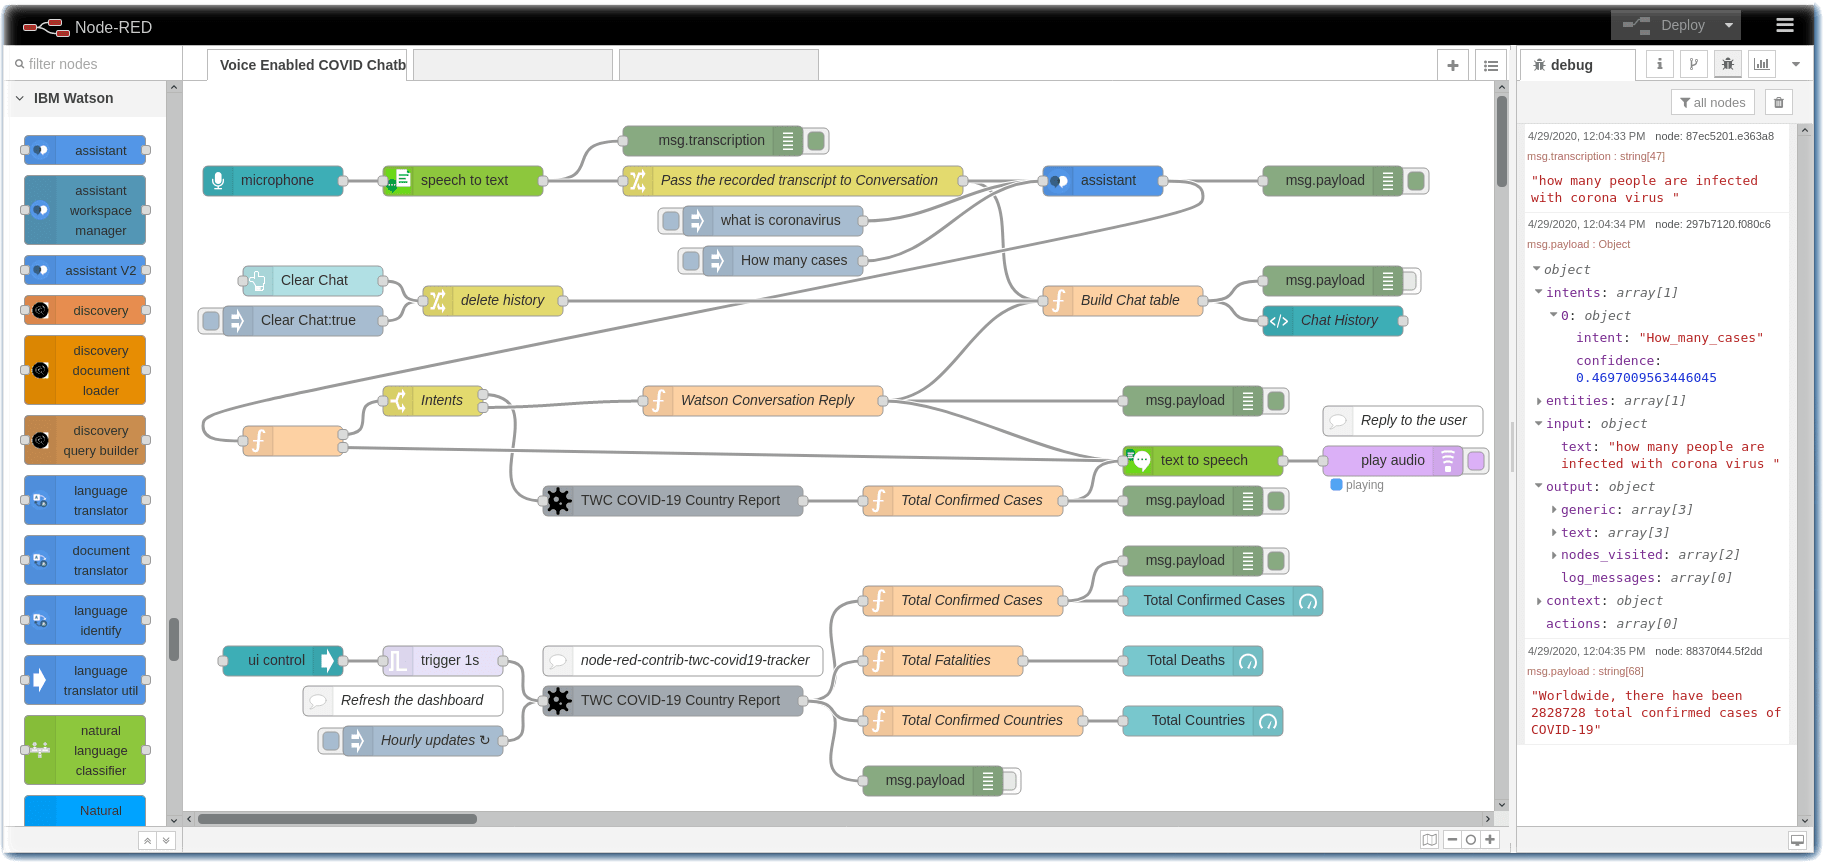 Node-RED
Deploy
filter nodes
Voice Enabled COVID Chatb
debug
all nodes
IBM Watson
assistant
assistant
workspace
manager
assistant V2
discovery
discovery
document
loader
discovery
query builder
language
translator
document
translator
language
identify
language
translator util
natural
language
classifier
Natural
msg.transcription
microphone
speech to text
Pass the recorded transcript to Conversation
assistant
msg.payload
what is coronavirus
How many cases
Clear Chat
delete history
Clear Chat:true
Build Chat table
msg.payload
Chat History
Intents
Watson Conversation Reply
msg.payload
Reply to the user
text to speech
play audio
playing
TWC COVID-19 Country Report
Total Confirmed Cases
msg.payload
msg.payload
Total Confirmed Cases
Total Confirmed Cases
ui control
trigger 1s
node-red-contrib-twc-covid19-tracker
Total Fatalities
Total Deaths
Refresh the dashboard
TWC COVID-19 Country Report
Total Confirmed Countries
Total Countries
Hourly updates ↻
msg.payload
4/29/2020, 12:04:33 PM node: 87ec5201.e363a8
msg.transcription : string[47]
"how many people are infected
with corona virus "
4/29/2020, 12:04:34 PM node: 297b7120.f080c6
msg.payload : Object
object
intents: array[1]
0: object
intent: "How_many_cases"
confidence:
0.4697009563446045
entities: array[1]
input: object
text: "how many people are
infected with corona virus "
output: object
generic: array[3]
text: array[3]
nodes_visited: array[2]
log_messages: array[0]
context: object
actions: array[0]
4/29/2020, 12:04:35 PM node: 88370f44.5f2dd
msg.payload : string[68]
"Worldwide, there have been
2828728 total confirmed cases of
COVID-19"